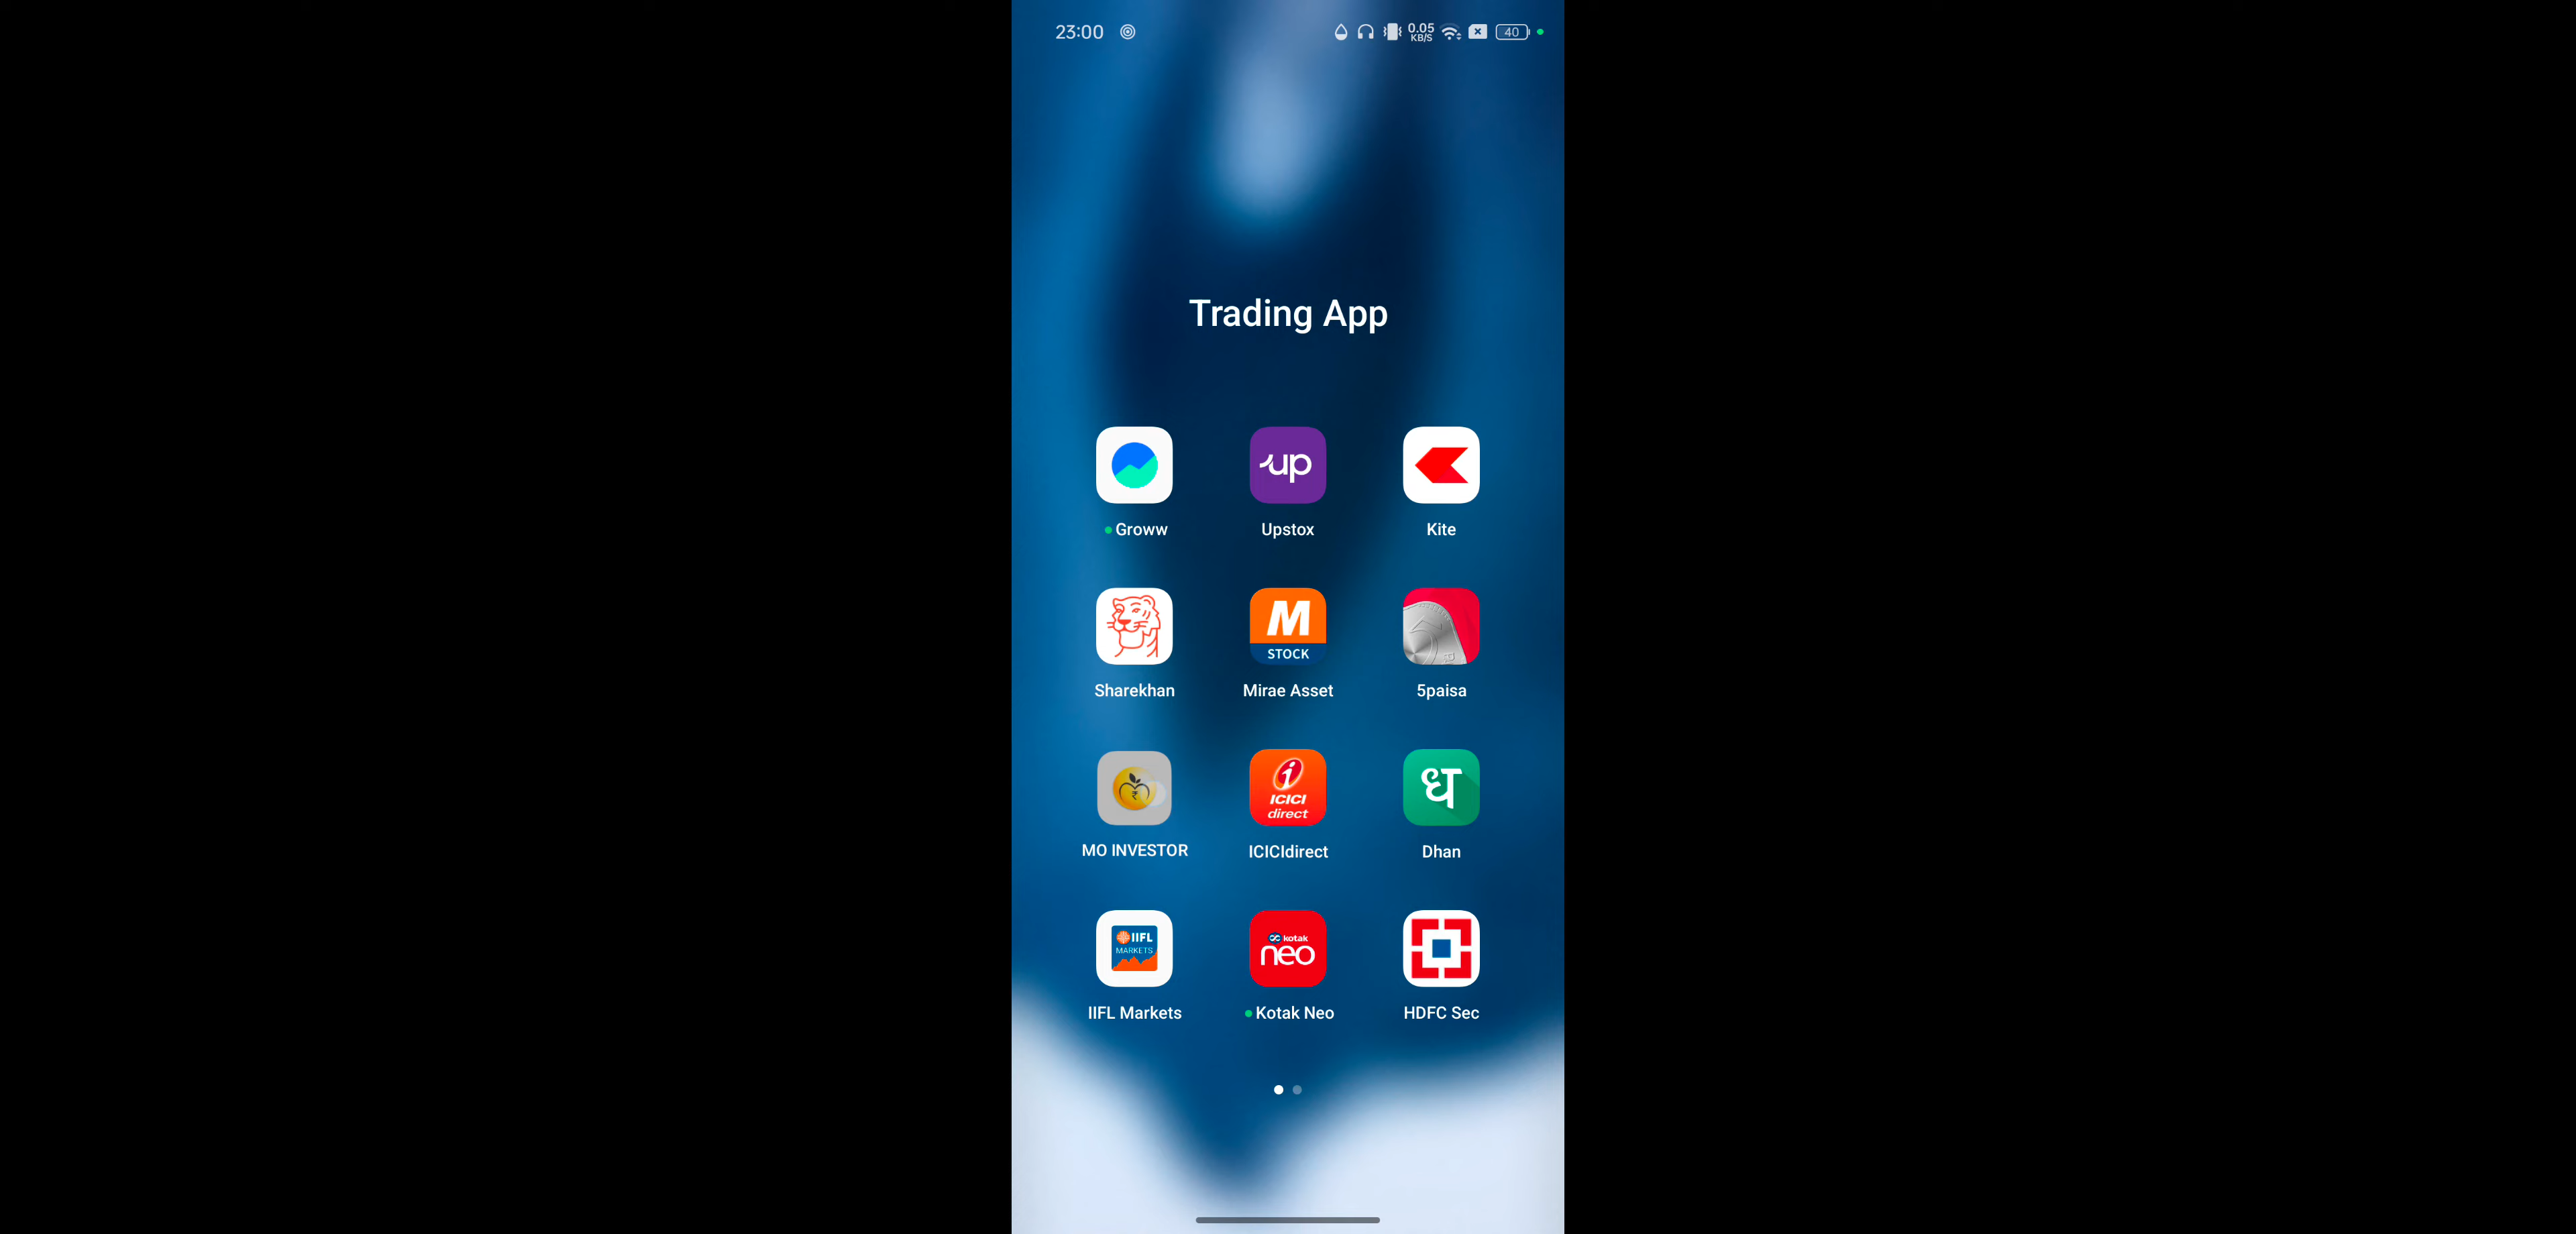 23:00 0.05 KB/S 40
Trading App
up
Groww Upstox Kite
M
STOCK
Sharekhan Mirae Asset 5paisa
₹
i
ICICI
direct
ध
MO INVESTOR ICICIdirect Dhan
IIFL
MARKETS
kotak
neo
IIFL Markets Kotak Neo HDFC Sec